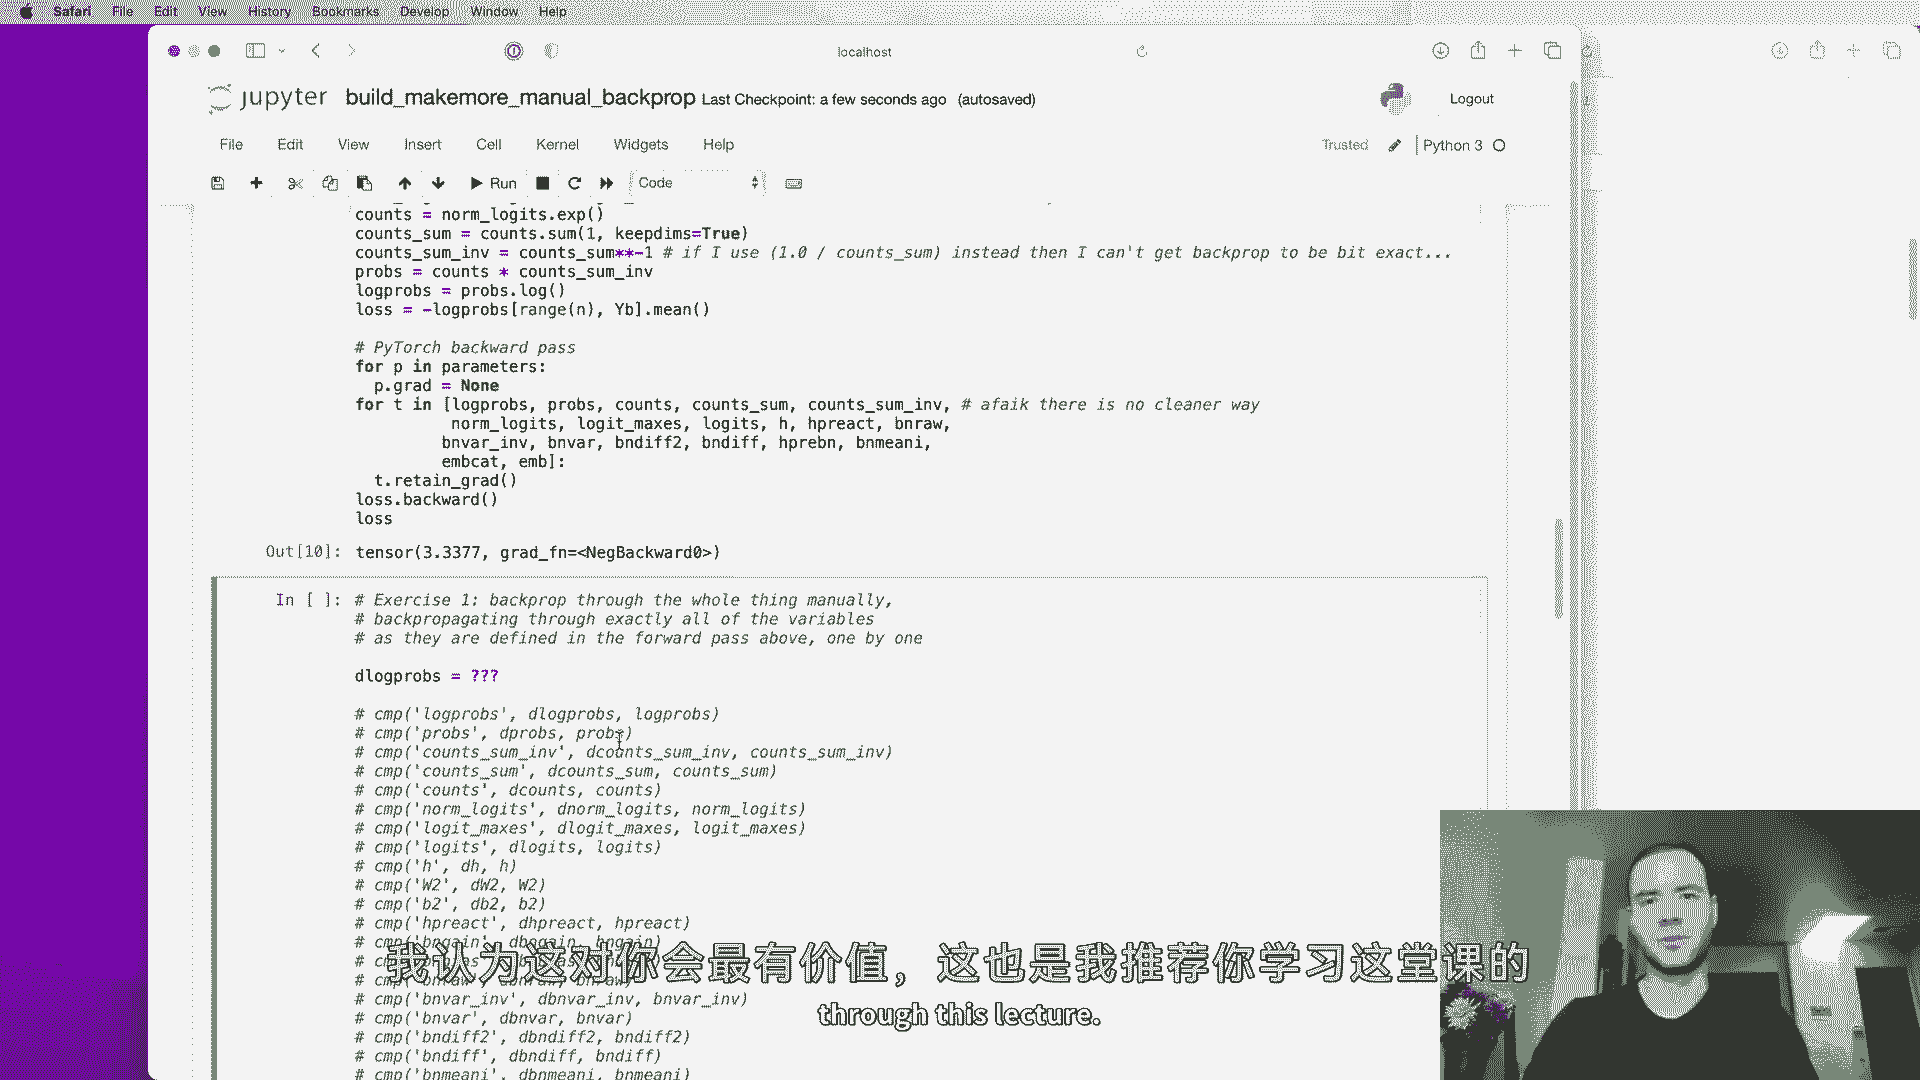 Safari File Edit View History Bookmarks Develop Window Help
localhost
jupyter build_makemore_manual_backprop Last Checkpoint: a few seconds ago (autosaved)
Logout
File Edit View Insert Cell Kernel Widgets Help
Trusted Python 3
Run Code
counts = norm_logits.exp()
counts_sum = counts.sum(1, keepdims=True)
counts_sum_inv = counts_sum**-1 # if I use (1.0 / counts_sum) instead then I can't get backprop to be bit exact...
probs = counts * counts_sum_inv
logprobs = probs.log()
loss = -logprobs[range(n), Yb].mean()
# PyTorch backward pass
for p in parameters:
p.grad = None
for t in [logprobs, probs, counts, counts_sum, counts_sum_inv, # afaik there is no cleaner way
norm_logits, logit_maxes, logits, h, hpreact, bnraw,
bnvar_inv, bnvar, bndiff2, bndiff, hprebn, bnmeani,
embcat, emb]:
t.retain_grad()
loss.backward()
loss
Out[10]: tensor(3.3377, grad_fn=<NegBackward0>)
In [ ]: # Exercise 1: backprop through the whole thing manually,
# backpropagating through exactly all of the variables
# as they are defined in the forward pass above, one by one
dlogprobs = ???
# cmp('logprobs', dlogprobs, logprobs)
# cmp('probs', dprobs, probs)
# cmp('counts_sum_inv', dcounts_sum_inv, counts_sum_inv)
# cmp('counts_sum', dcounts_sum, counts_sum)
# cmp('counts', dcounts, counts)
# cmp('norm_logits', dnorm_logits, norm_logits)
# cmp('logit_maxes', dlogit_maxes, logit_maxes)
# cmp('logits', dlogits, logits)
# cmp('h', dh, h)
# cmp('W2', dW2, W2)
# cmp('b2', db2, b2)
# cmp('hpreact', dhpreact, hpreact)
# cmp('bngain', dbngain, bngain)
我认为这对你会最有价值，这也是我推荐你学习这堂课的
# cmp('bnraw', dbnraw, bnraw)
# cmp('bnvar_inv', dbnvar_inv, bnvar_inv)
through this lecture.
# cmp('bnvar', dbnvar, bnvar)
# cmp('bndiff2', dbndiff2, bndiff2)
# cmp('bndiff', dbndiff, bndiff)
# cmp('bnmeani', dbnmeani, bnmeani)